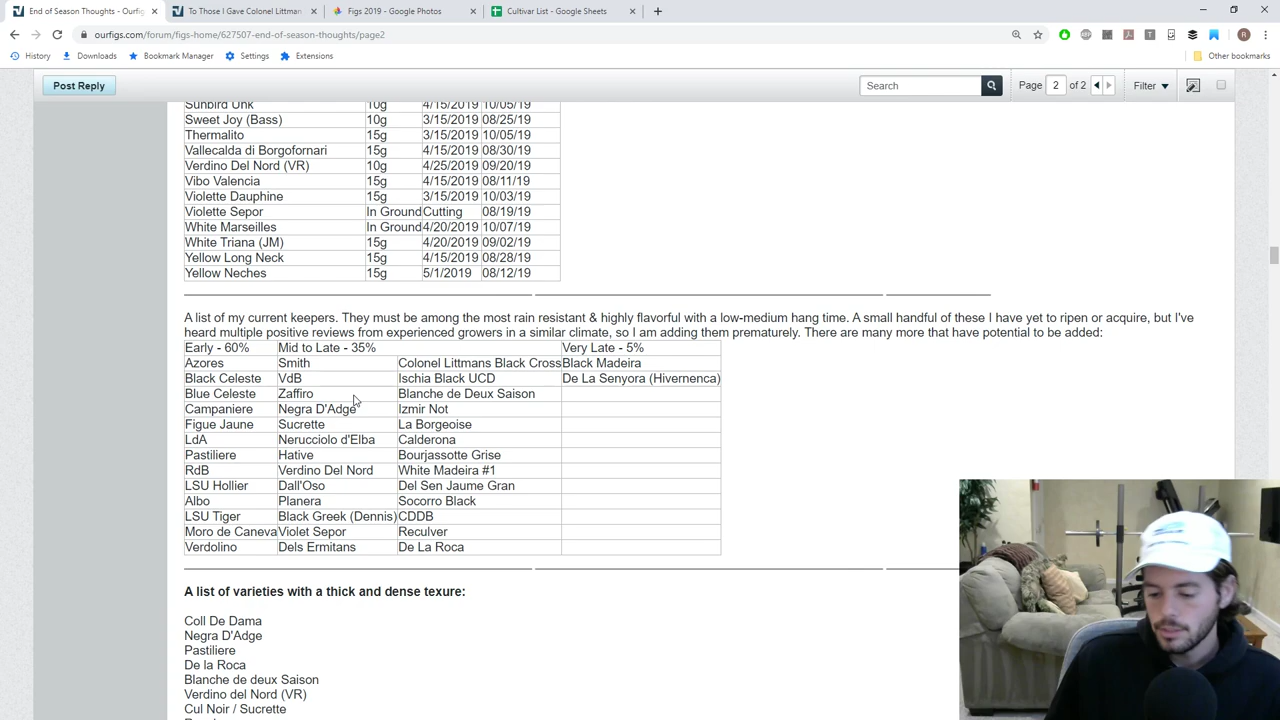 End of Season Thoughts - Ourfig
To Those I Gave Colonel Littman
Figs 2019 - Google Photos
Cultivar List - Google Sheets
ourfigs.com/forum/figs-home/627507-end-of-season-thoughts/page2
History Downloads Bookmark Manager Settings Extensions Other bookmarks
Post Reply Search Page 2 of 2 Filter
Sunbird Unk 10g 4/15/2019 10/05/19
Sweet Joy (Bass) 10g 3/15/2019 08/25/19
Thermalito 15g 3/15/2019 10/05/19
Vallecalda di Borgofornari 15g 4/15/2019 08/30/19
Verdino Del Nord (VR) 10g 4/25/2019 09/20/19
Vibo Valencia 15g 4/15/2019 08/11/19
Violette Dauphine 15g 3/15/2019 10/03/19
Violette Sepor In Ground Cutting 08/19/19
White Marseilles In Ground 4/20/2019 10/07/19
White Triana (JM) 15g 4/20/2019 09/02/19
Yellow Long Neck 15g 4/15/2019 08/28/19
Yellow Neches 15g 5/1/2019 08/12/19
A list of my current keepers. They must be among the most rain resistant & highly flavorful with a low-medium hang time. A small handful of these I have yet to ripen or acquire, but I've
heard multiple positive reviews from experienced growers in a similar climate, so I am adding them prematurely. There are many more that have potential to be added:
Early - 60% Mid to Late - 35% Very Late - 5%
Azores Smith Colonel Littmans Black Cross Black Madeira
Black Celeste VdB Ischia Black UCD De La Senyora (Hivernenca)
Blue Celeste Zaffiro Blanche de Deux Saison
Campaniere Negra D'Adge Izmir Not
Figue Jaune Sucrette La Borgeoise
LdA Nerucciolo d'Elba Calderona
Pastiliere Hative Bourjassotte Grise
RdB Verdino Del Nord White Madeira #1
LSU Hollier Dall'Oso Del Sen Jaume Gran
Albo Planera Socorro Black
LSU Tiger Black Greek (Dennis) CDDB
Moro de Caneva Violet Sepor Reculver
Verdolino Dels Ermitans De La Roca
A list of varieties with a thick and dense texure:
Coll De Dama
Negra D'Adge
Pastiliere
De la Roca
Blanche de deux Saison
Verdino del Nord (VR)
Cul Noir / Sucrette